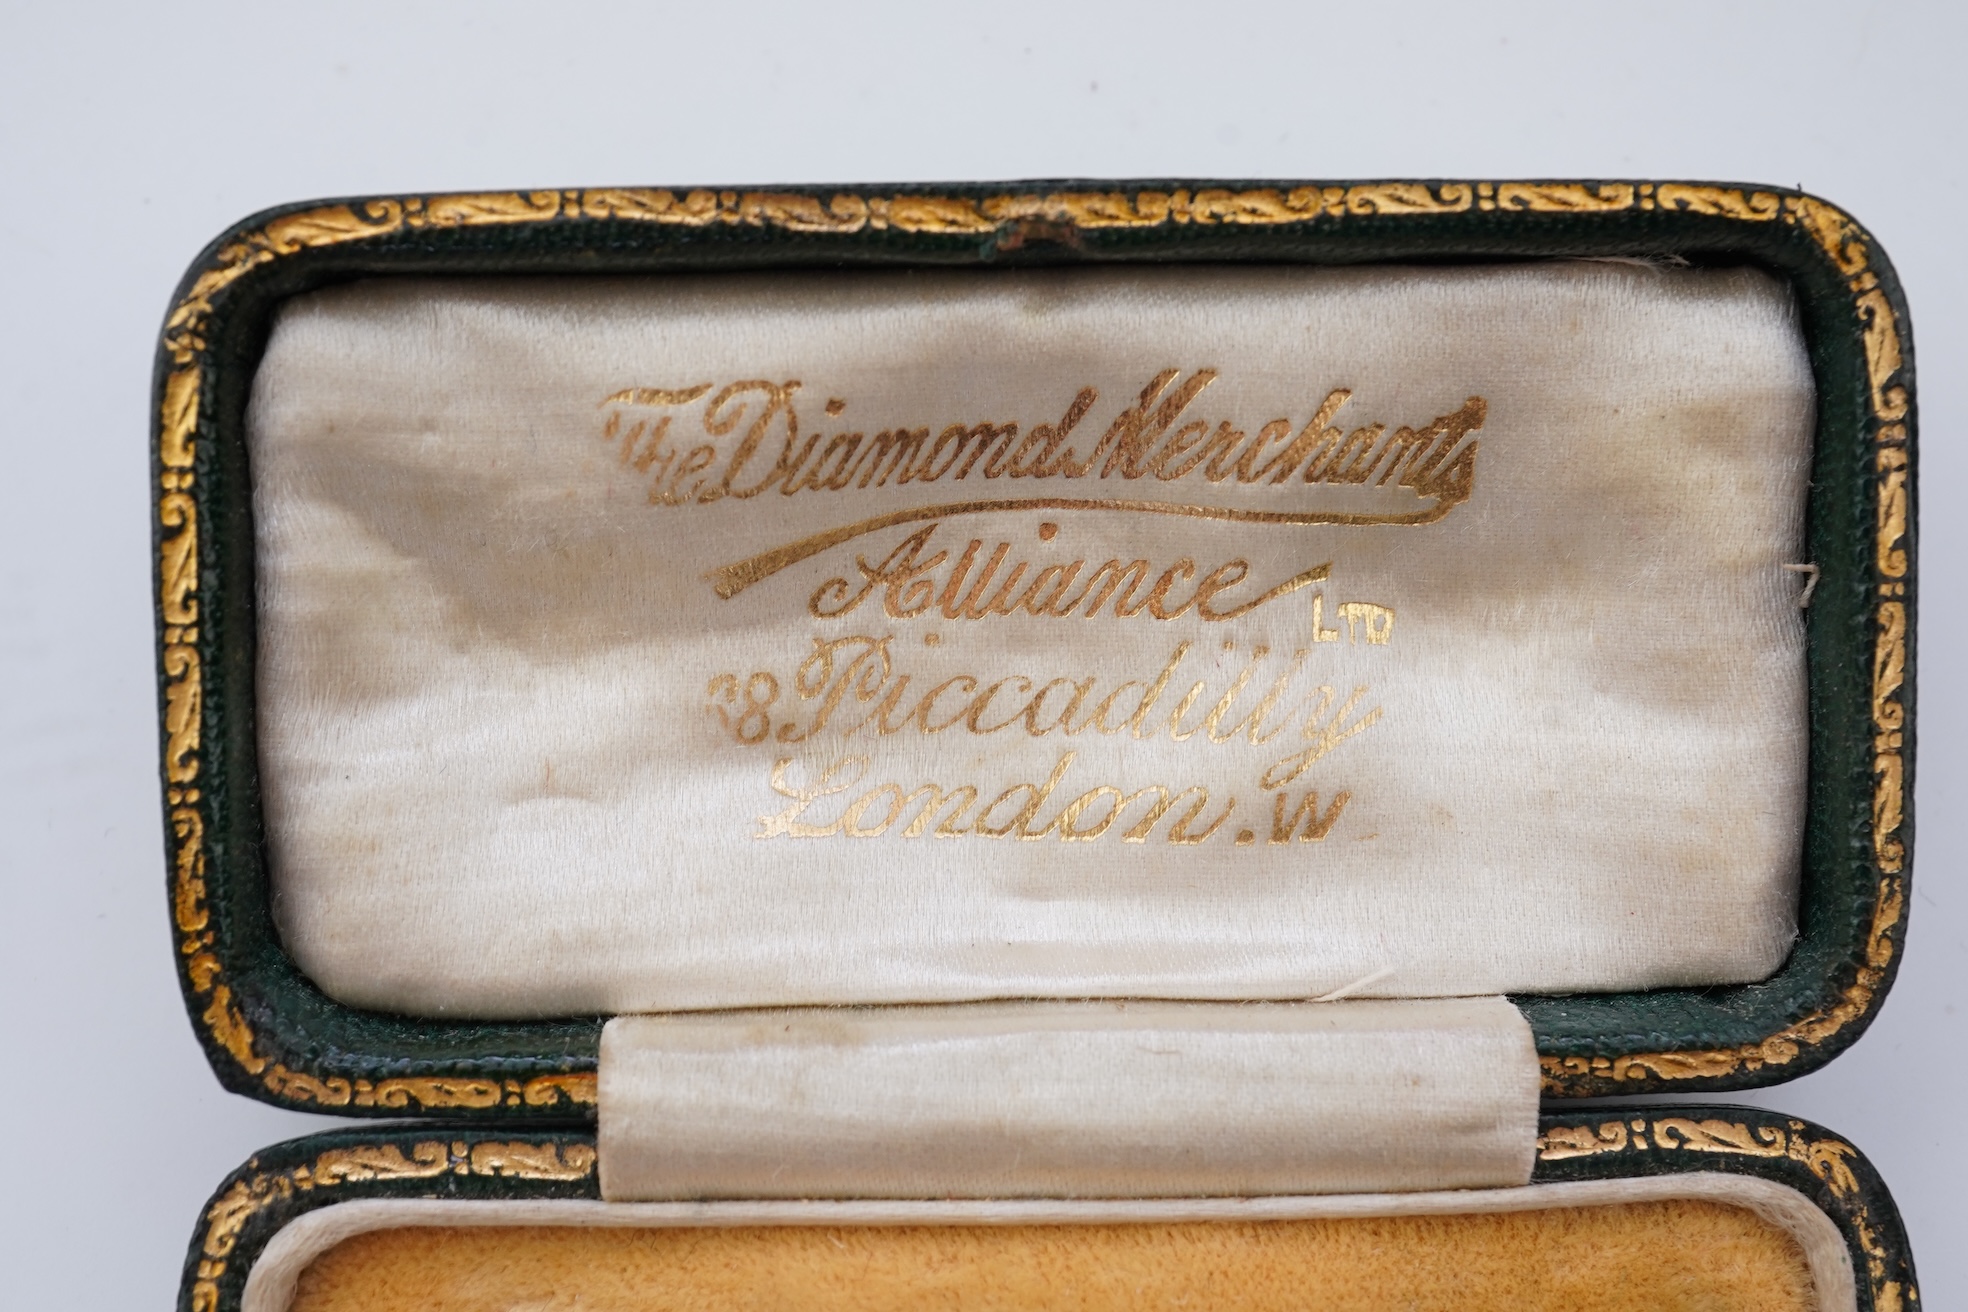 The Diamond Merchants
Alliance LTD
38 Piccadilly
London. W